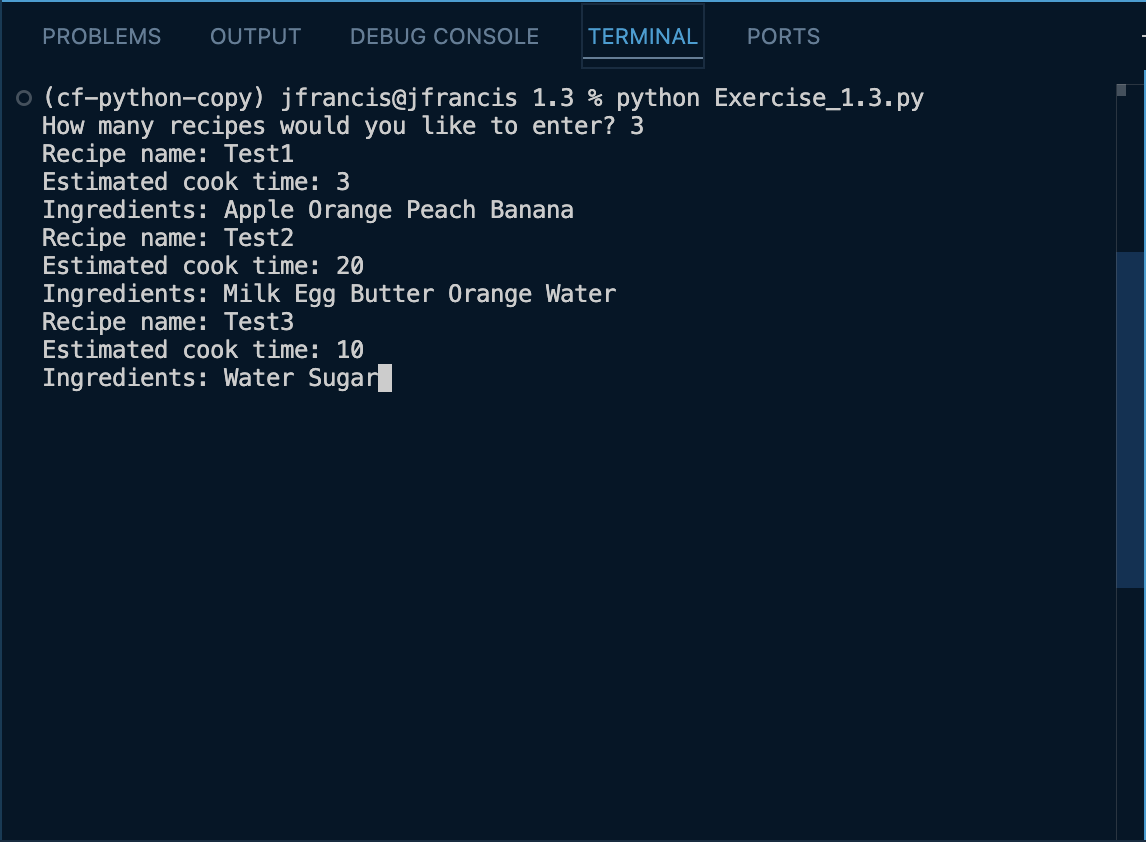 PROBLEMS OUTPUT DEBUG CONSOLE TERMINAL PORTS
(cf-python-copy) jfrancis@jfrancis 1.3 % python Exercise_1.3.py
How many recipes would you like to enter? 3
Recipe name: Test1
Estimated cook time: 3
Ingredients: Apple Orange Peach Banana
Recipe name: Test2
Estimated cook time: 20
Ingredients: Milk Egg Butter Orange Water
Recipe name: Test3
Estimated cook time: 10
Ingredients: Water Sugar